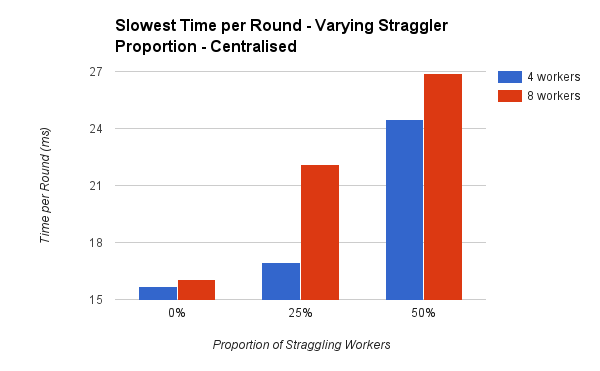 Slowest Time per Round - Varying Straggler
Proportion - Centralised
27
24
21
18
15
Time per Round (ms)
0%
25%
50%
Proportion of Straggling Workers
4 workers
8 workers